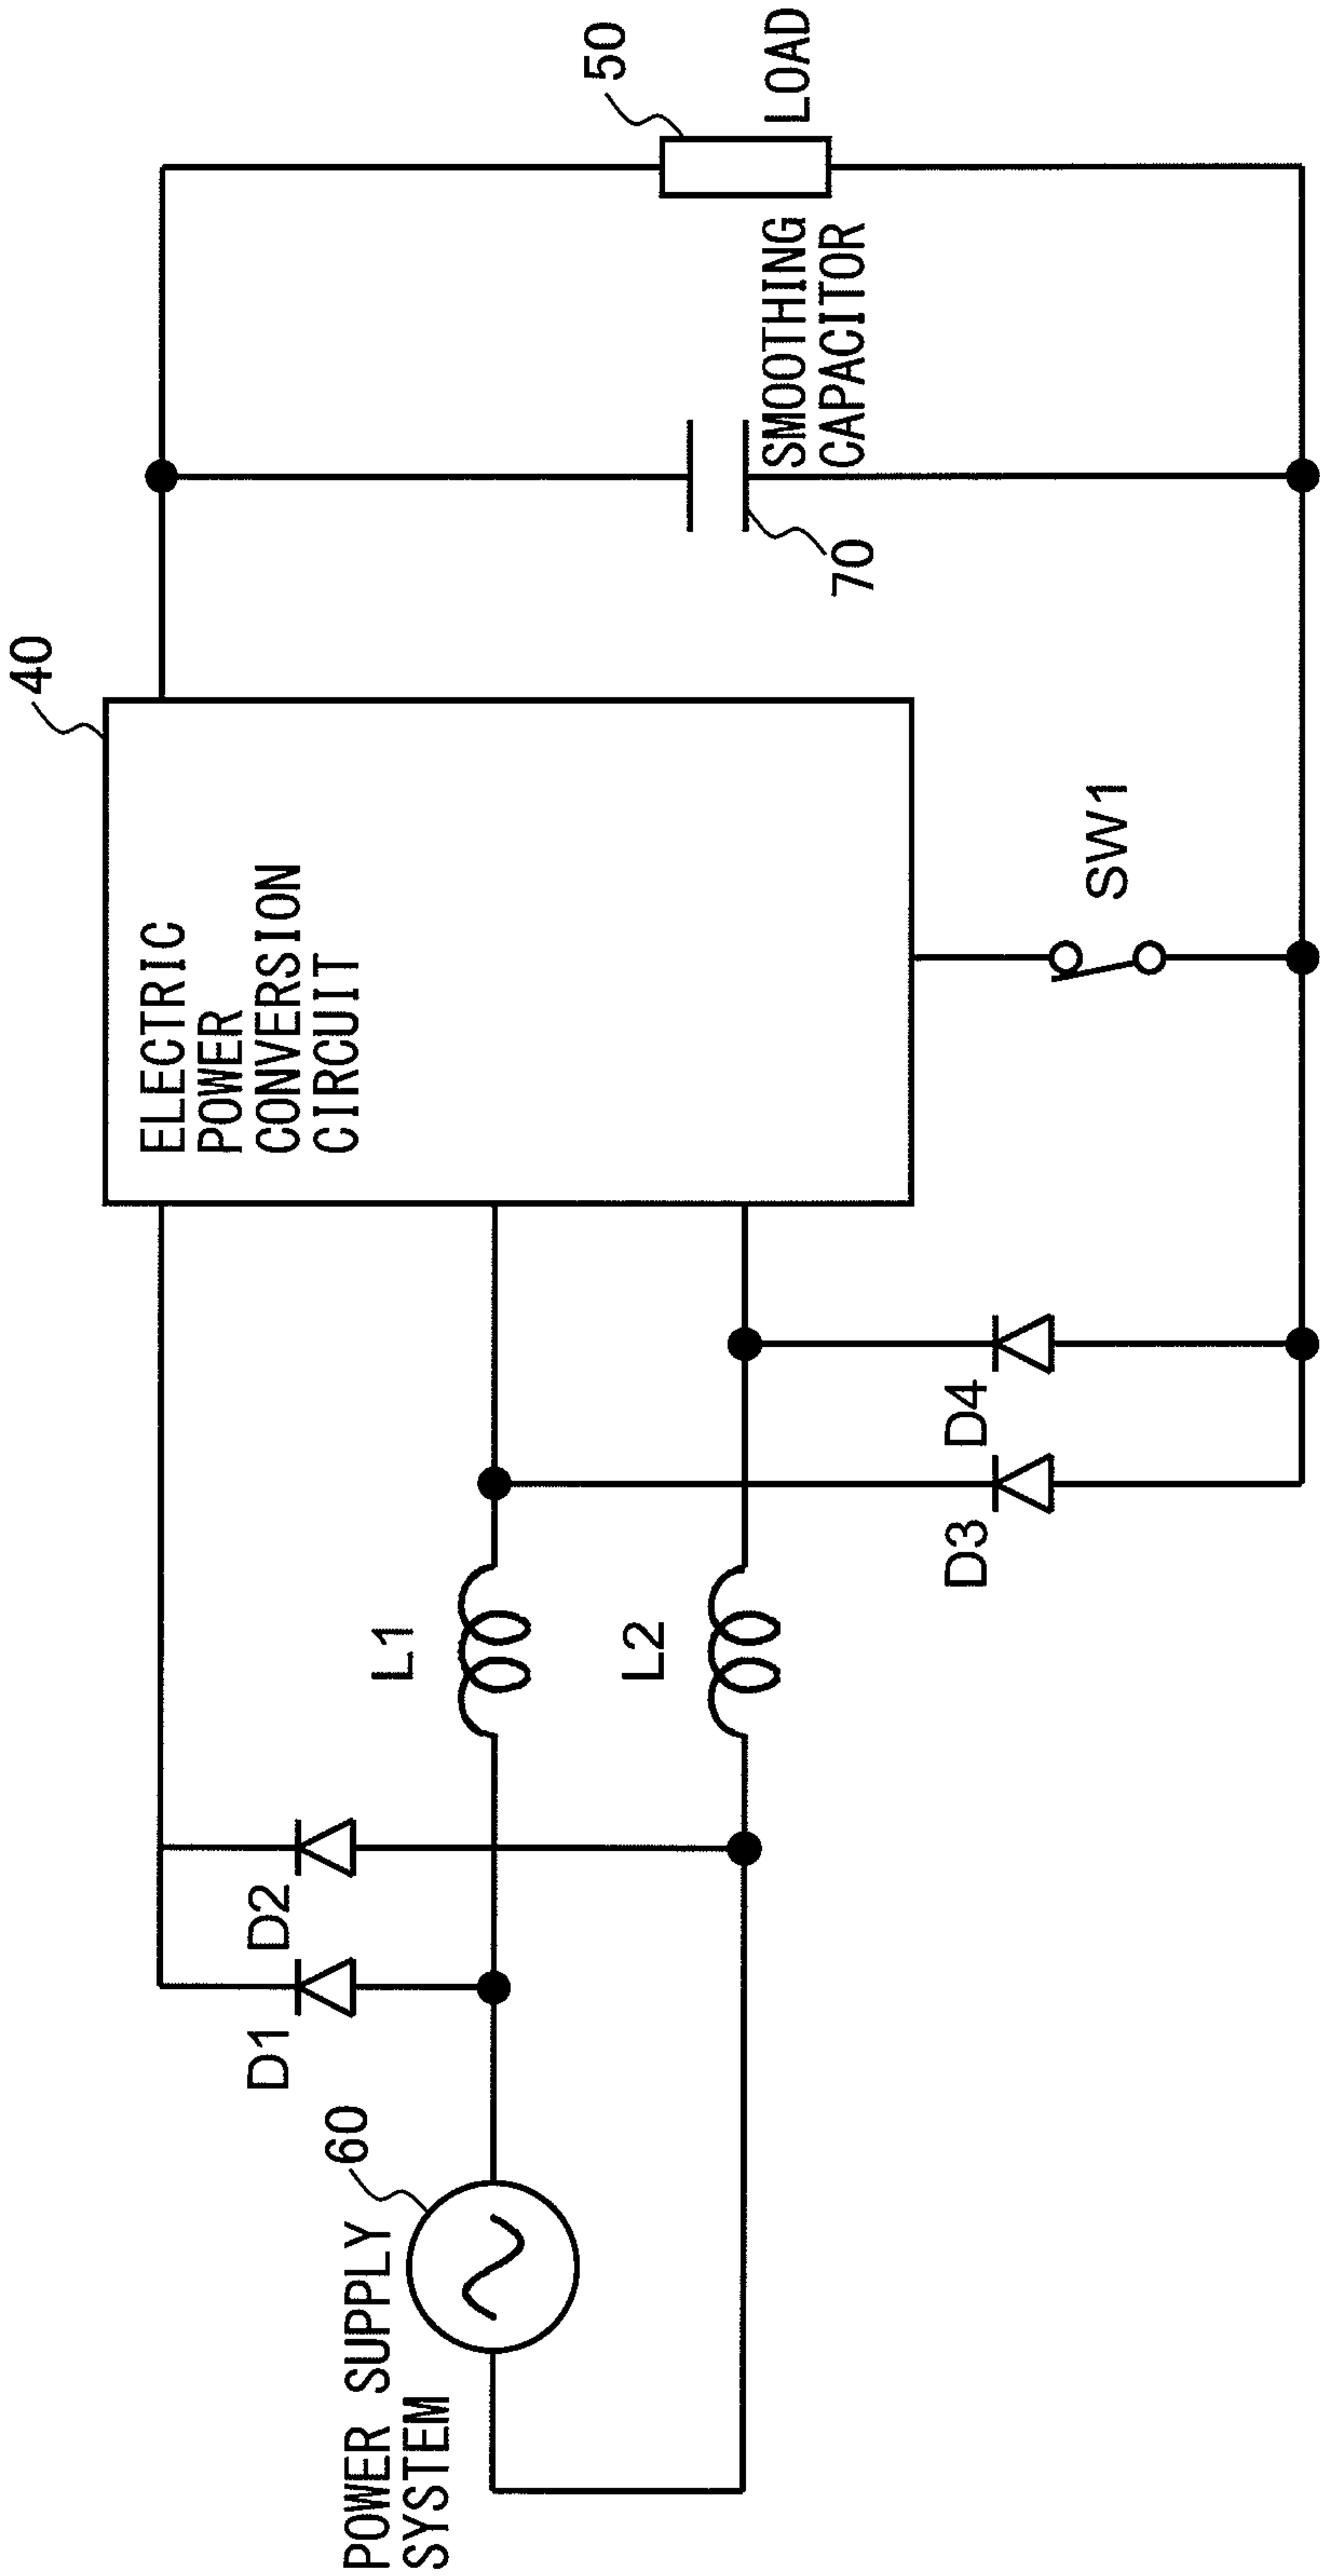 40
ELECTRIC
POWER
CONVERSION
CIRCUIT
50
LOAD
SMOOTHING
CAPACITOR
70
D1
D2
60
POWER SUPPLY
SYSTEM
L1
L2
D3
D4
SW1